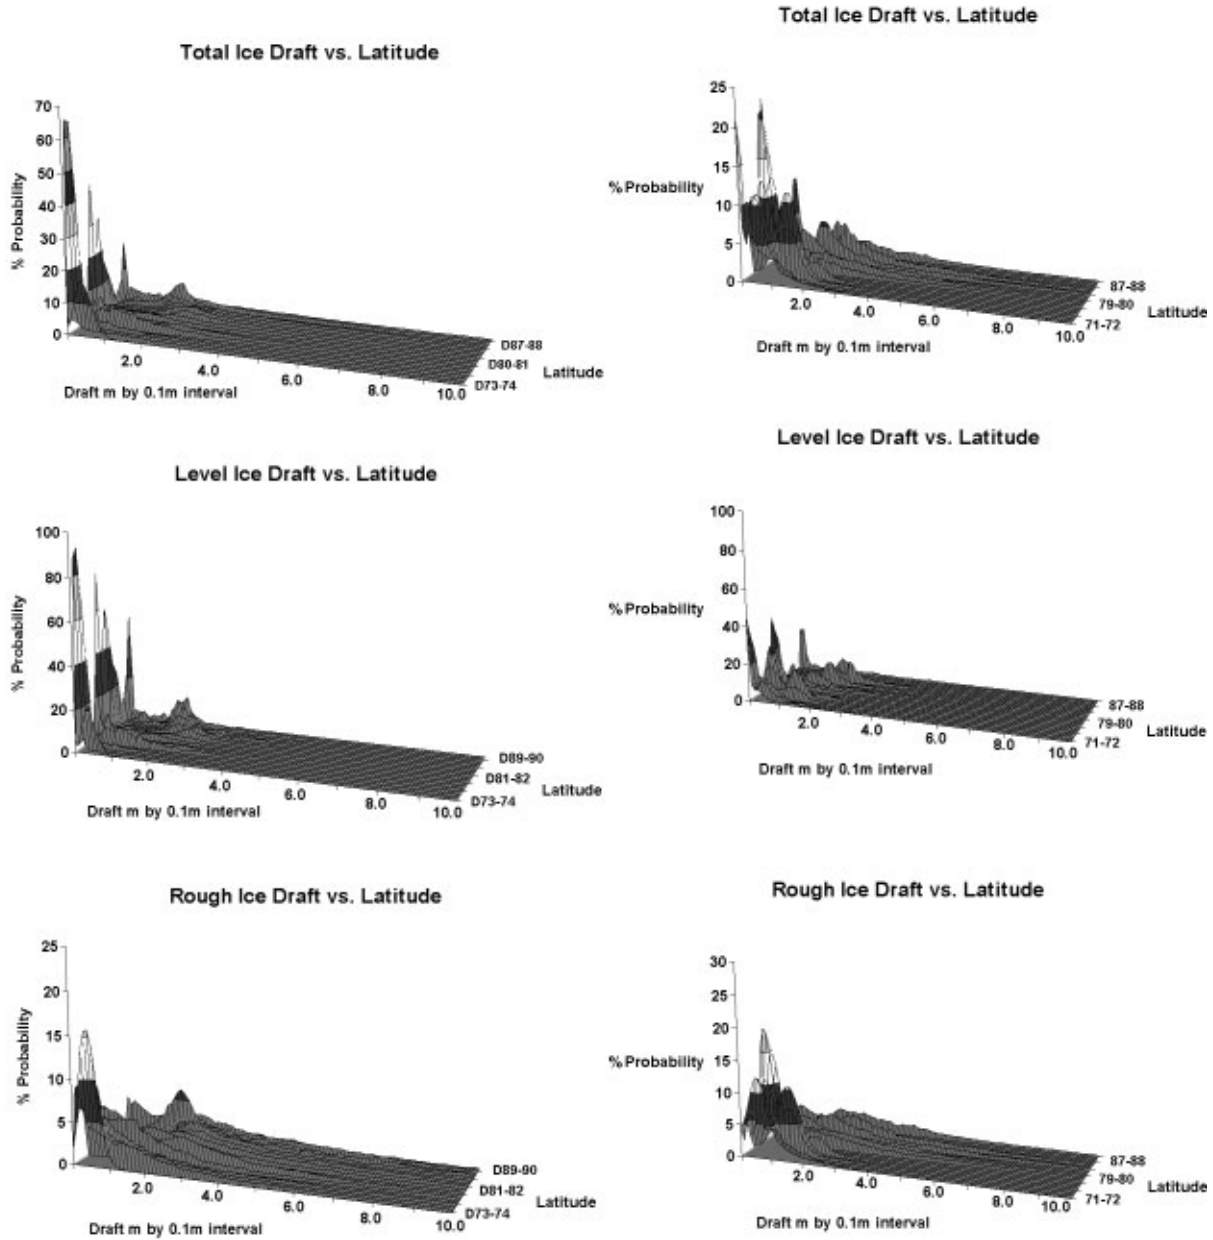 Total Ice Draft vs. Latitude
70
60
50
40
30
20
10
0
% Probability
2.0
4.0
6.0
8.0
10.0
D87-88
D80-81
D73-74
Latitude
Draft m by 0.1m interval
Total Ice Draft vs. Latitude
25
20
15
10
5
0
% Probability
2.0
4.0
6.0
8.0
10.0
87-88
79-80
71-72
Latitude
Draft m by 0.1m interval
Level Ice Draft vs. Latitude
100
80
60
40
20
0
% Probability
2.0
4.0
6.0
8.0
10.0
D89-90
D81-82
D73-74
Latitude
Draft m by 0.1m interval
Level Ice Draft vs. Latitude
100
80
60
40
20
0
% Probability
2.0
4.0
6.0
8.0
10.0
87-88
79-80
71-72
Latitude
Draft m by 0.1m interval
Rough Ice Draft vs. Latitude
25
20
15
10
5
0
% Probability
2.0
4.0
6.0
8.0
10.0
D89-90
D81-82
D73-74
Latitude
Draft m by 0.1m interval
Rough Ice Draft vs. Latitude
30
25
20
15
10
5
0
% Probability
2.0
4.0
6.0
8.0
10.0
87-88
79-80
71-72
Latitude
Draft m by 0.1m interval